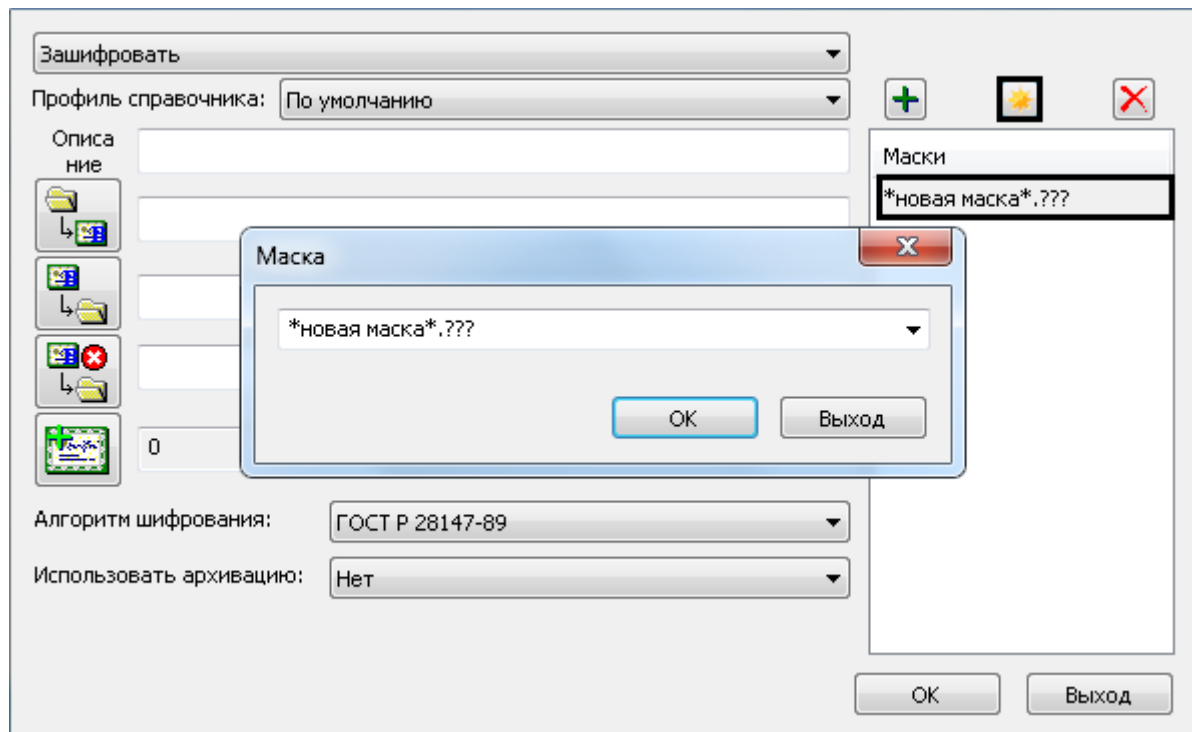 Зашифровать
Профиль справочника: По умолчанию
Описа
ние
Маски
*новая маска*.???
Маска
*новая маска*.???
OK Выход
0
Алгоритм шифрования: ГОСТ Р 28147-89
Использовать архивацию: Нет
OK Выход